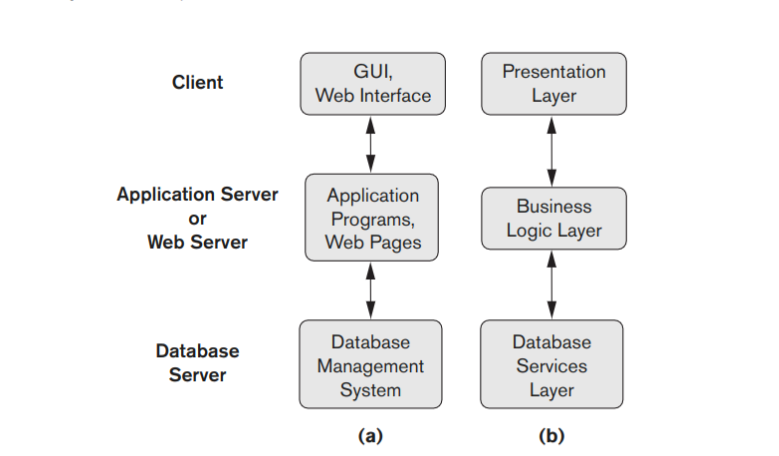 Client
GUI,
Web Interface
Presentation
Layer
Application Server
or
Web Server
Application
Programs,
Web Pages
Business
Logic Layer
Database
Server
Database
Management
System
Database
Services
Layer
(a)
(b)